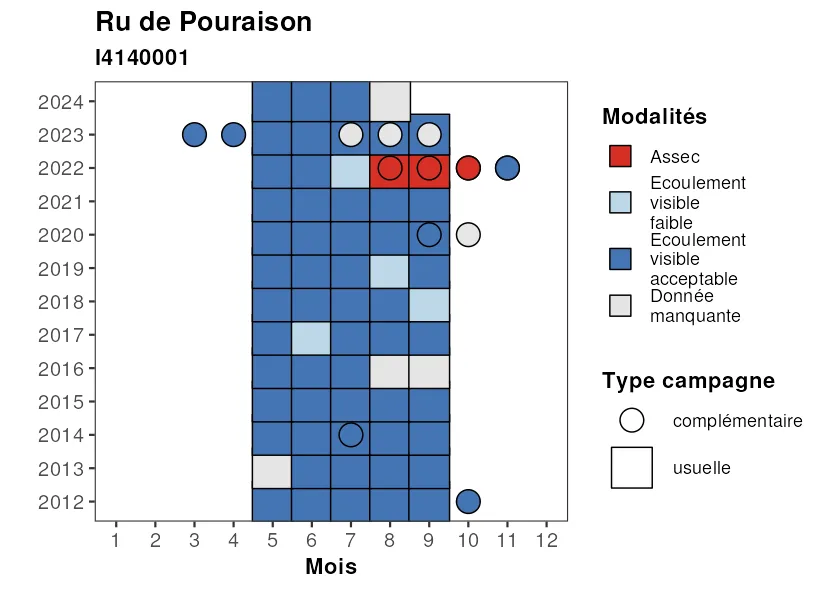 Ru de Pouraison
I4140001
2024
2023
2022
2021
2020
2019
2018
2017
2016
2015
2014
2013
2012
1 2 3 4 5 6 7 8 9 10 11 12
Mois
Modalités
Assec
Ecoulement
visible
faible
Ecoulement
visible
acceptable
Donnée
manquante
Type campagne
complémentaire
usuelle